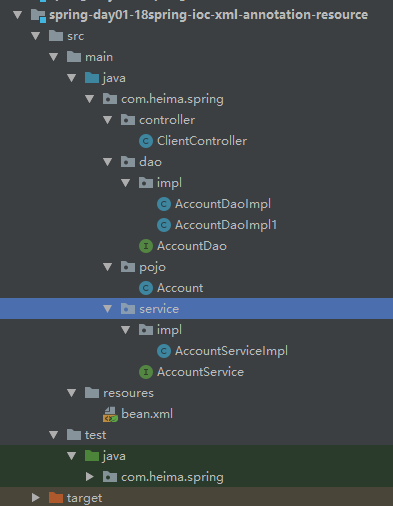 spring-day01-18spring-ioc-xml-annotation-resource
src
main
java
com.heima.spring
controller
ClientController
dao
impl
AccountDaoImpl
AccountDaoImpl1
AccountDao
pojo
Account
service
impl
AccountServiceImpl
AccountService
resoures
bean.xml
test
java
com.heima.spring
target